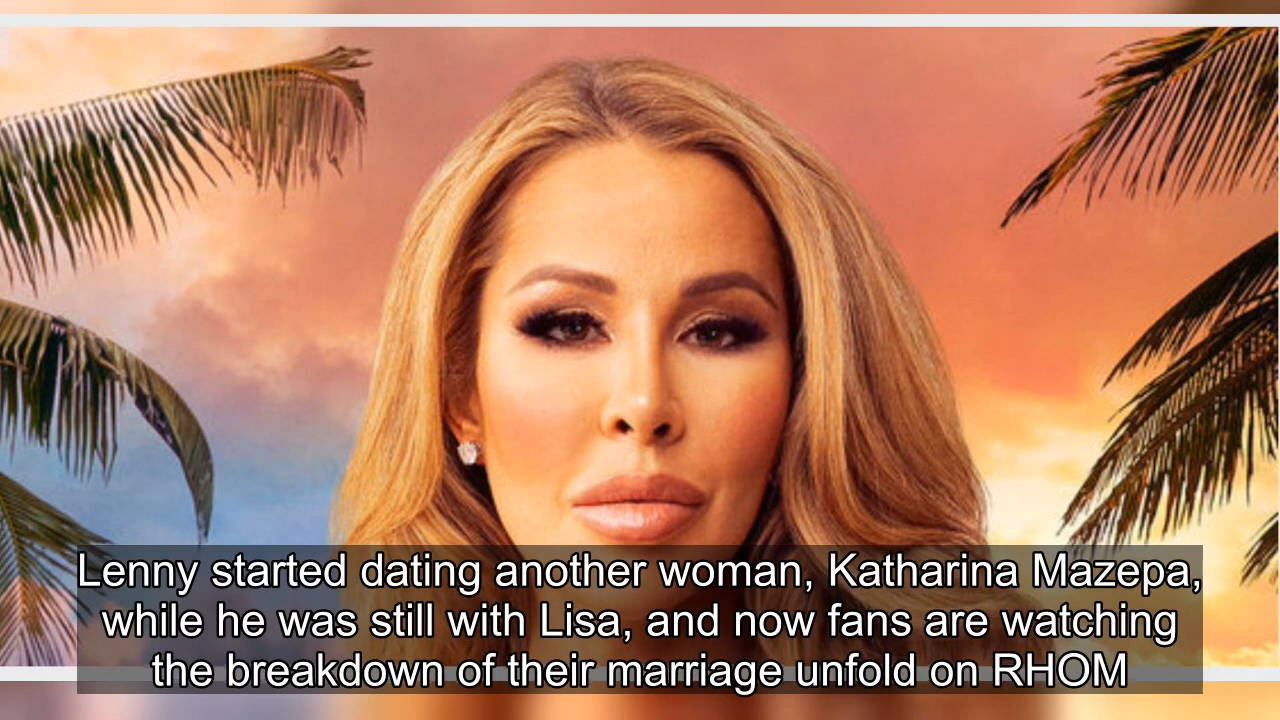 Lenny started dating another woman, Katharina Mazepa,
while he was still with Lisa, and now fans are watching
the breakdown of their marriage unfold on RHOM